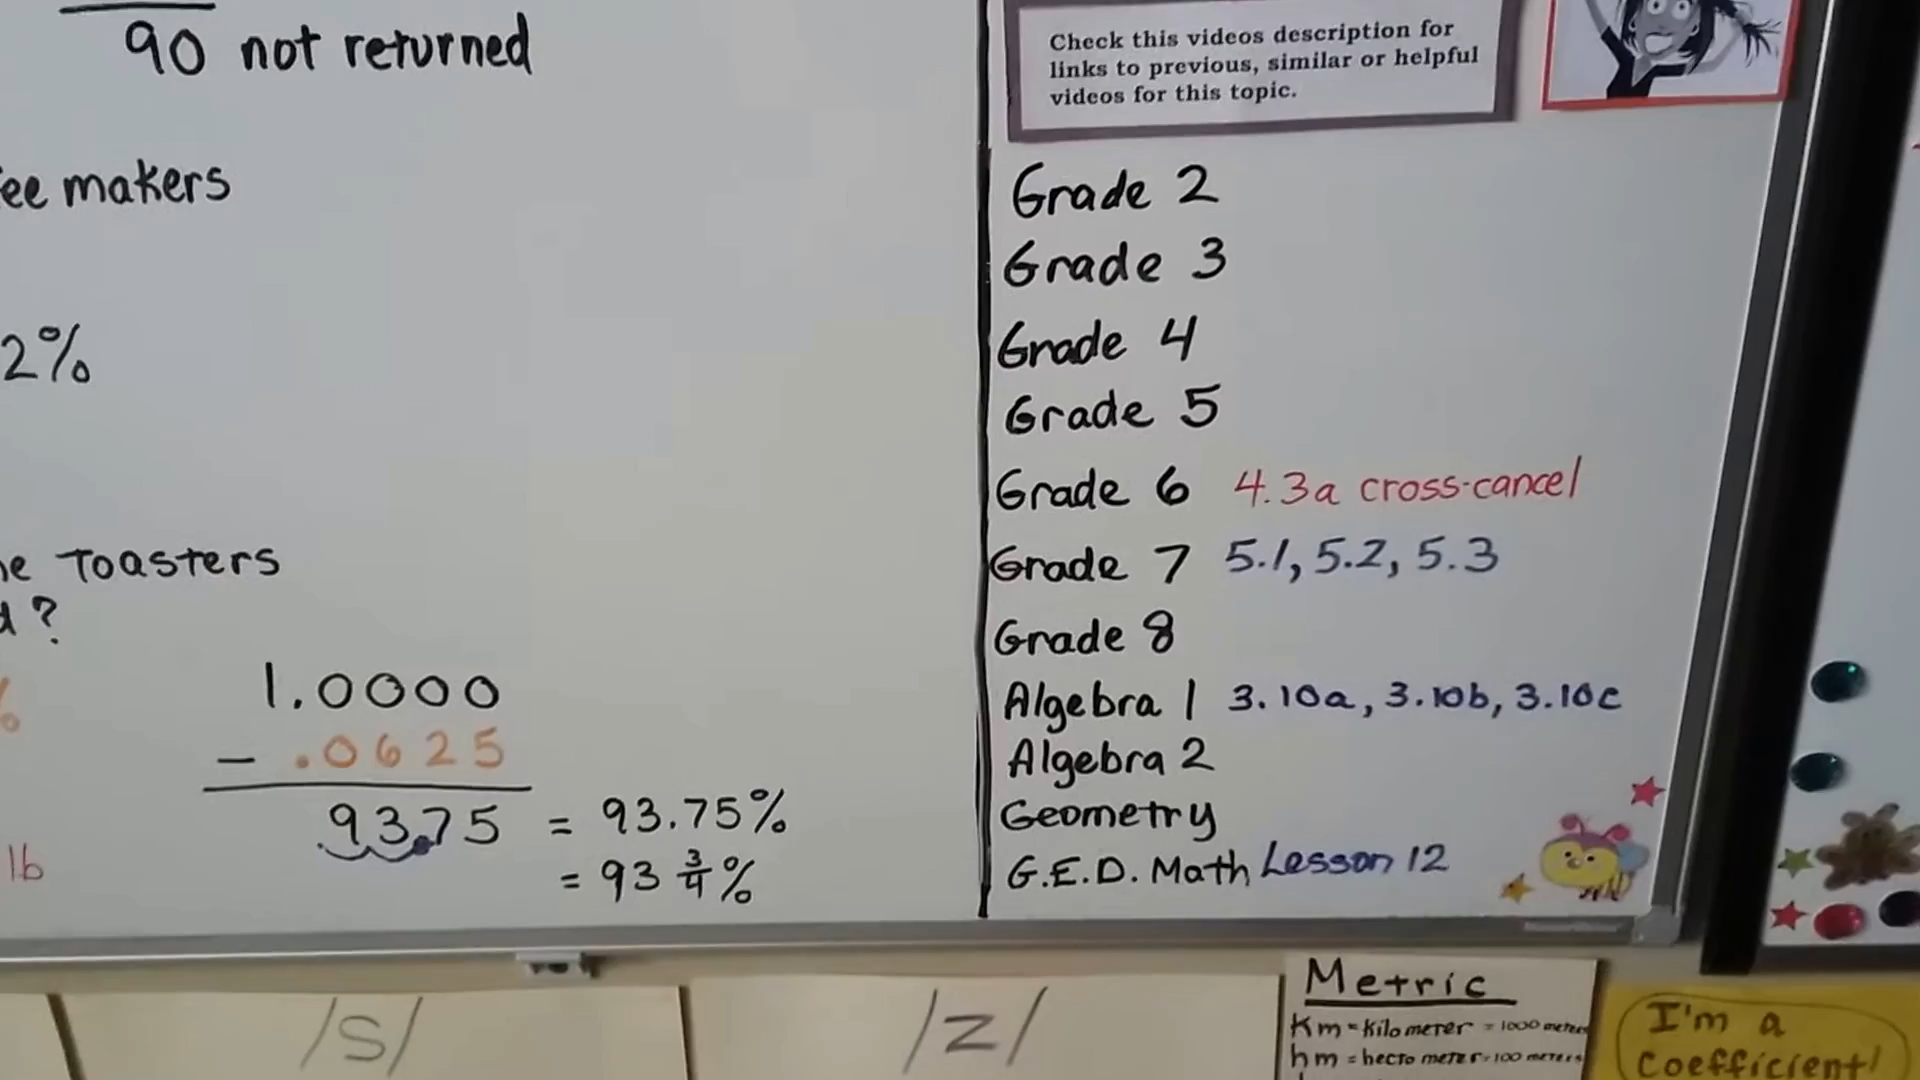 90 not returned
makers
2%
Toasters
?
1.0000
- .0625
.9375 = 93.75%
= 93 3/4 %
lb
Check this videos description for
links to previous, similar or helpful
videos for this topic.
Grade 2
Grade 3
Grade 4
Grade 5
Grade 6 4.3a cross-cancel
Grade 7 5.1, 5.2, 5.3
Grade 8
Algebra 1 3.10a, 3.10b, 3.10c
Algebra 2
Geometry
G.E.D. Math Lesson 12
/s/
/z/
Metric
Km = kilometer = 1000 meters
hm = hectometer = 100 meters
I'm a
coefficient!